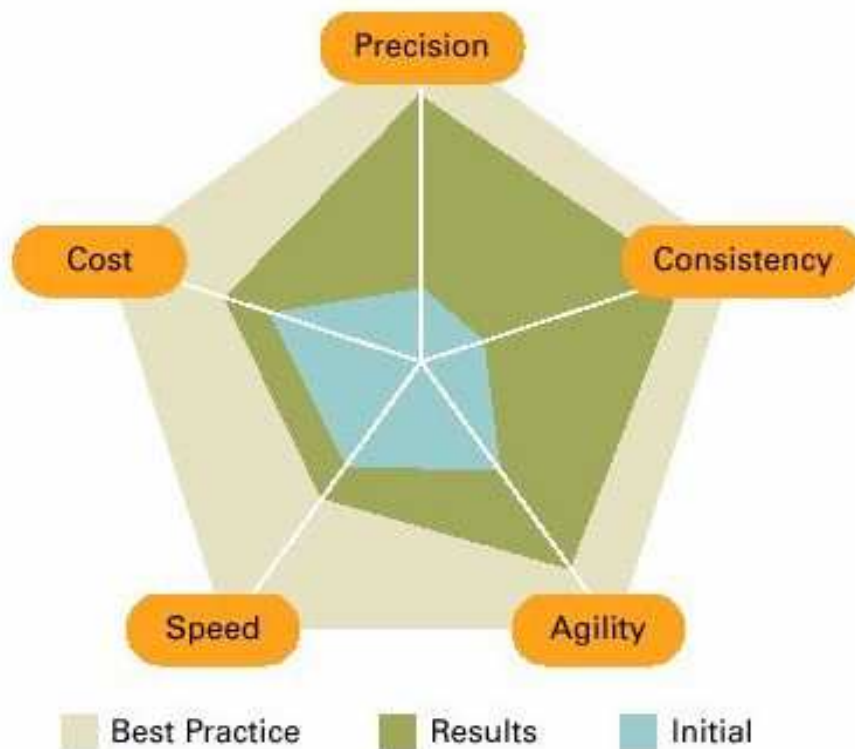 Precision
Cost
Consistency
Speed
Agility
Best Practice
Results
Initial